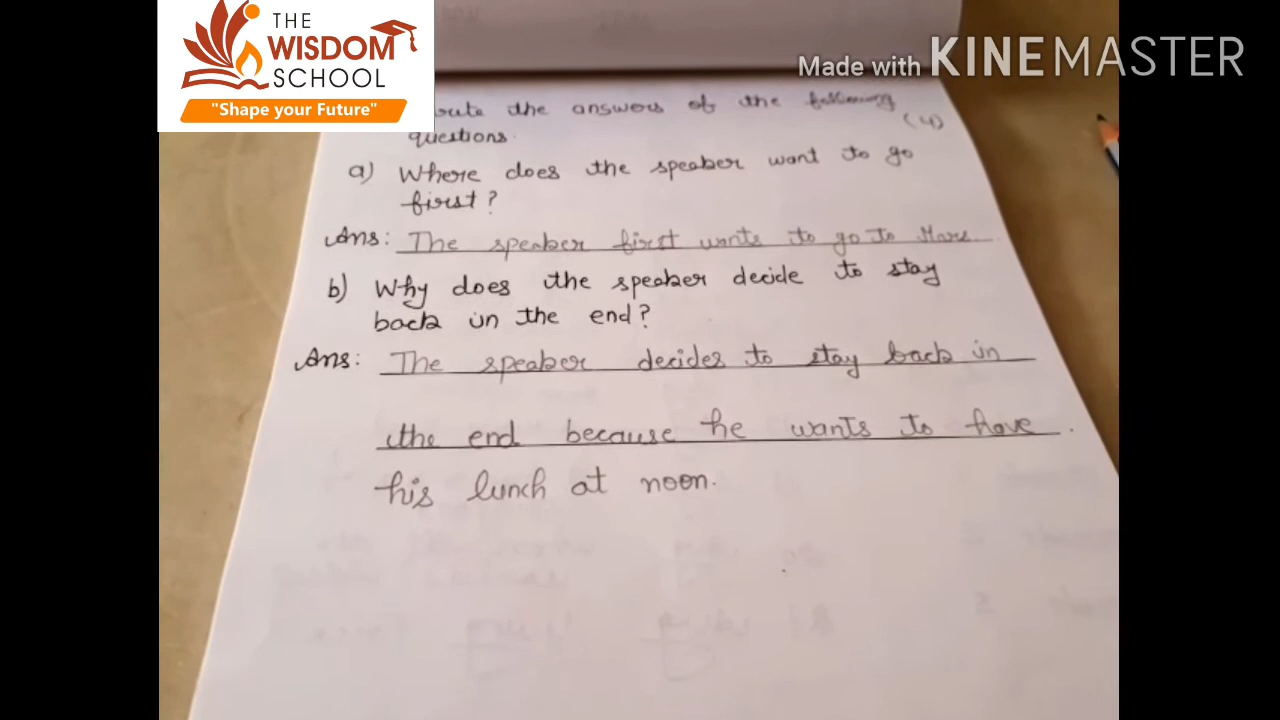 THE
WISDOM
SCHOOL
"Shape your Future"
Made with KINEMASTER
the answers of the following
questions. (4)
a) Where does the speaker want to go
first?
Ans: The speaker first wants to go to Mars
b) Why does the speaker decide to stay
back in the end?
Ans: The speaker decides to stay back in
the end because he wants to have
his lunch at noon.